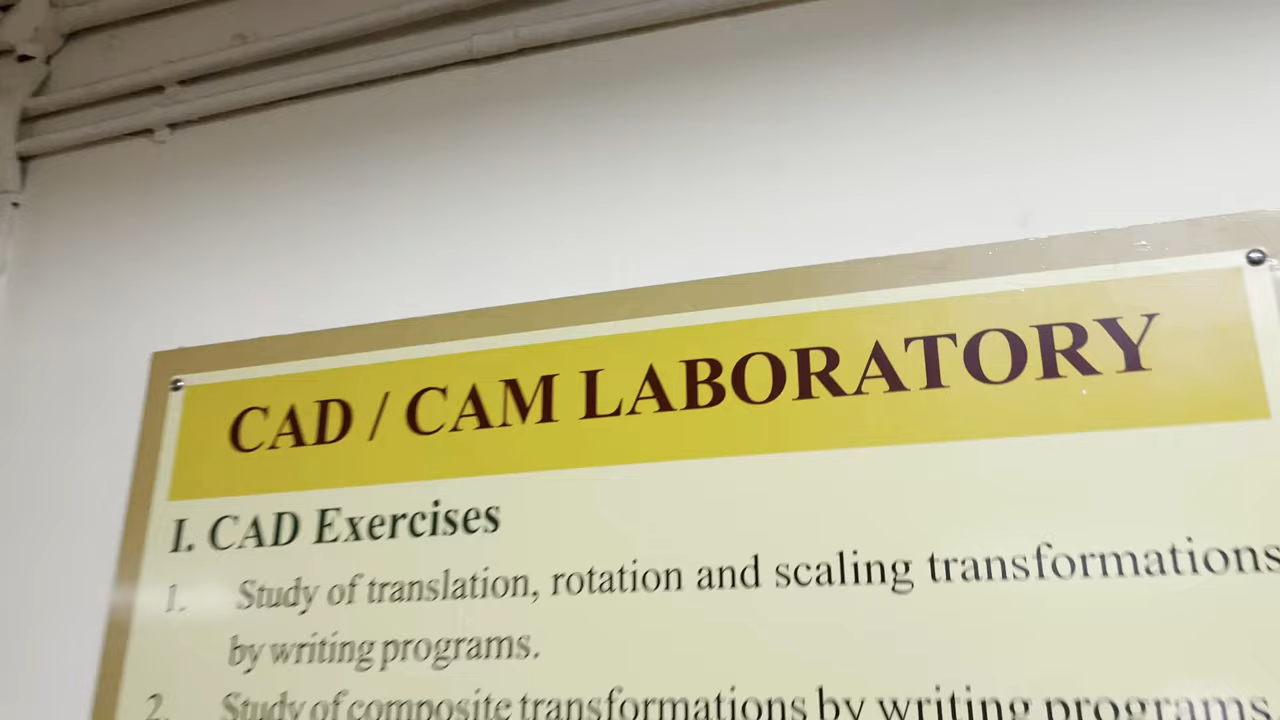 CAD / CAM LABORATORY
I. CAD Exercises
1. Study of translation, rotation and scaling transformations
by writing programs.
2. Study of composite transformations by writing programs